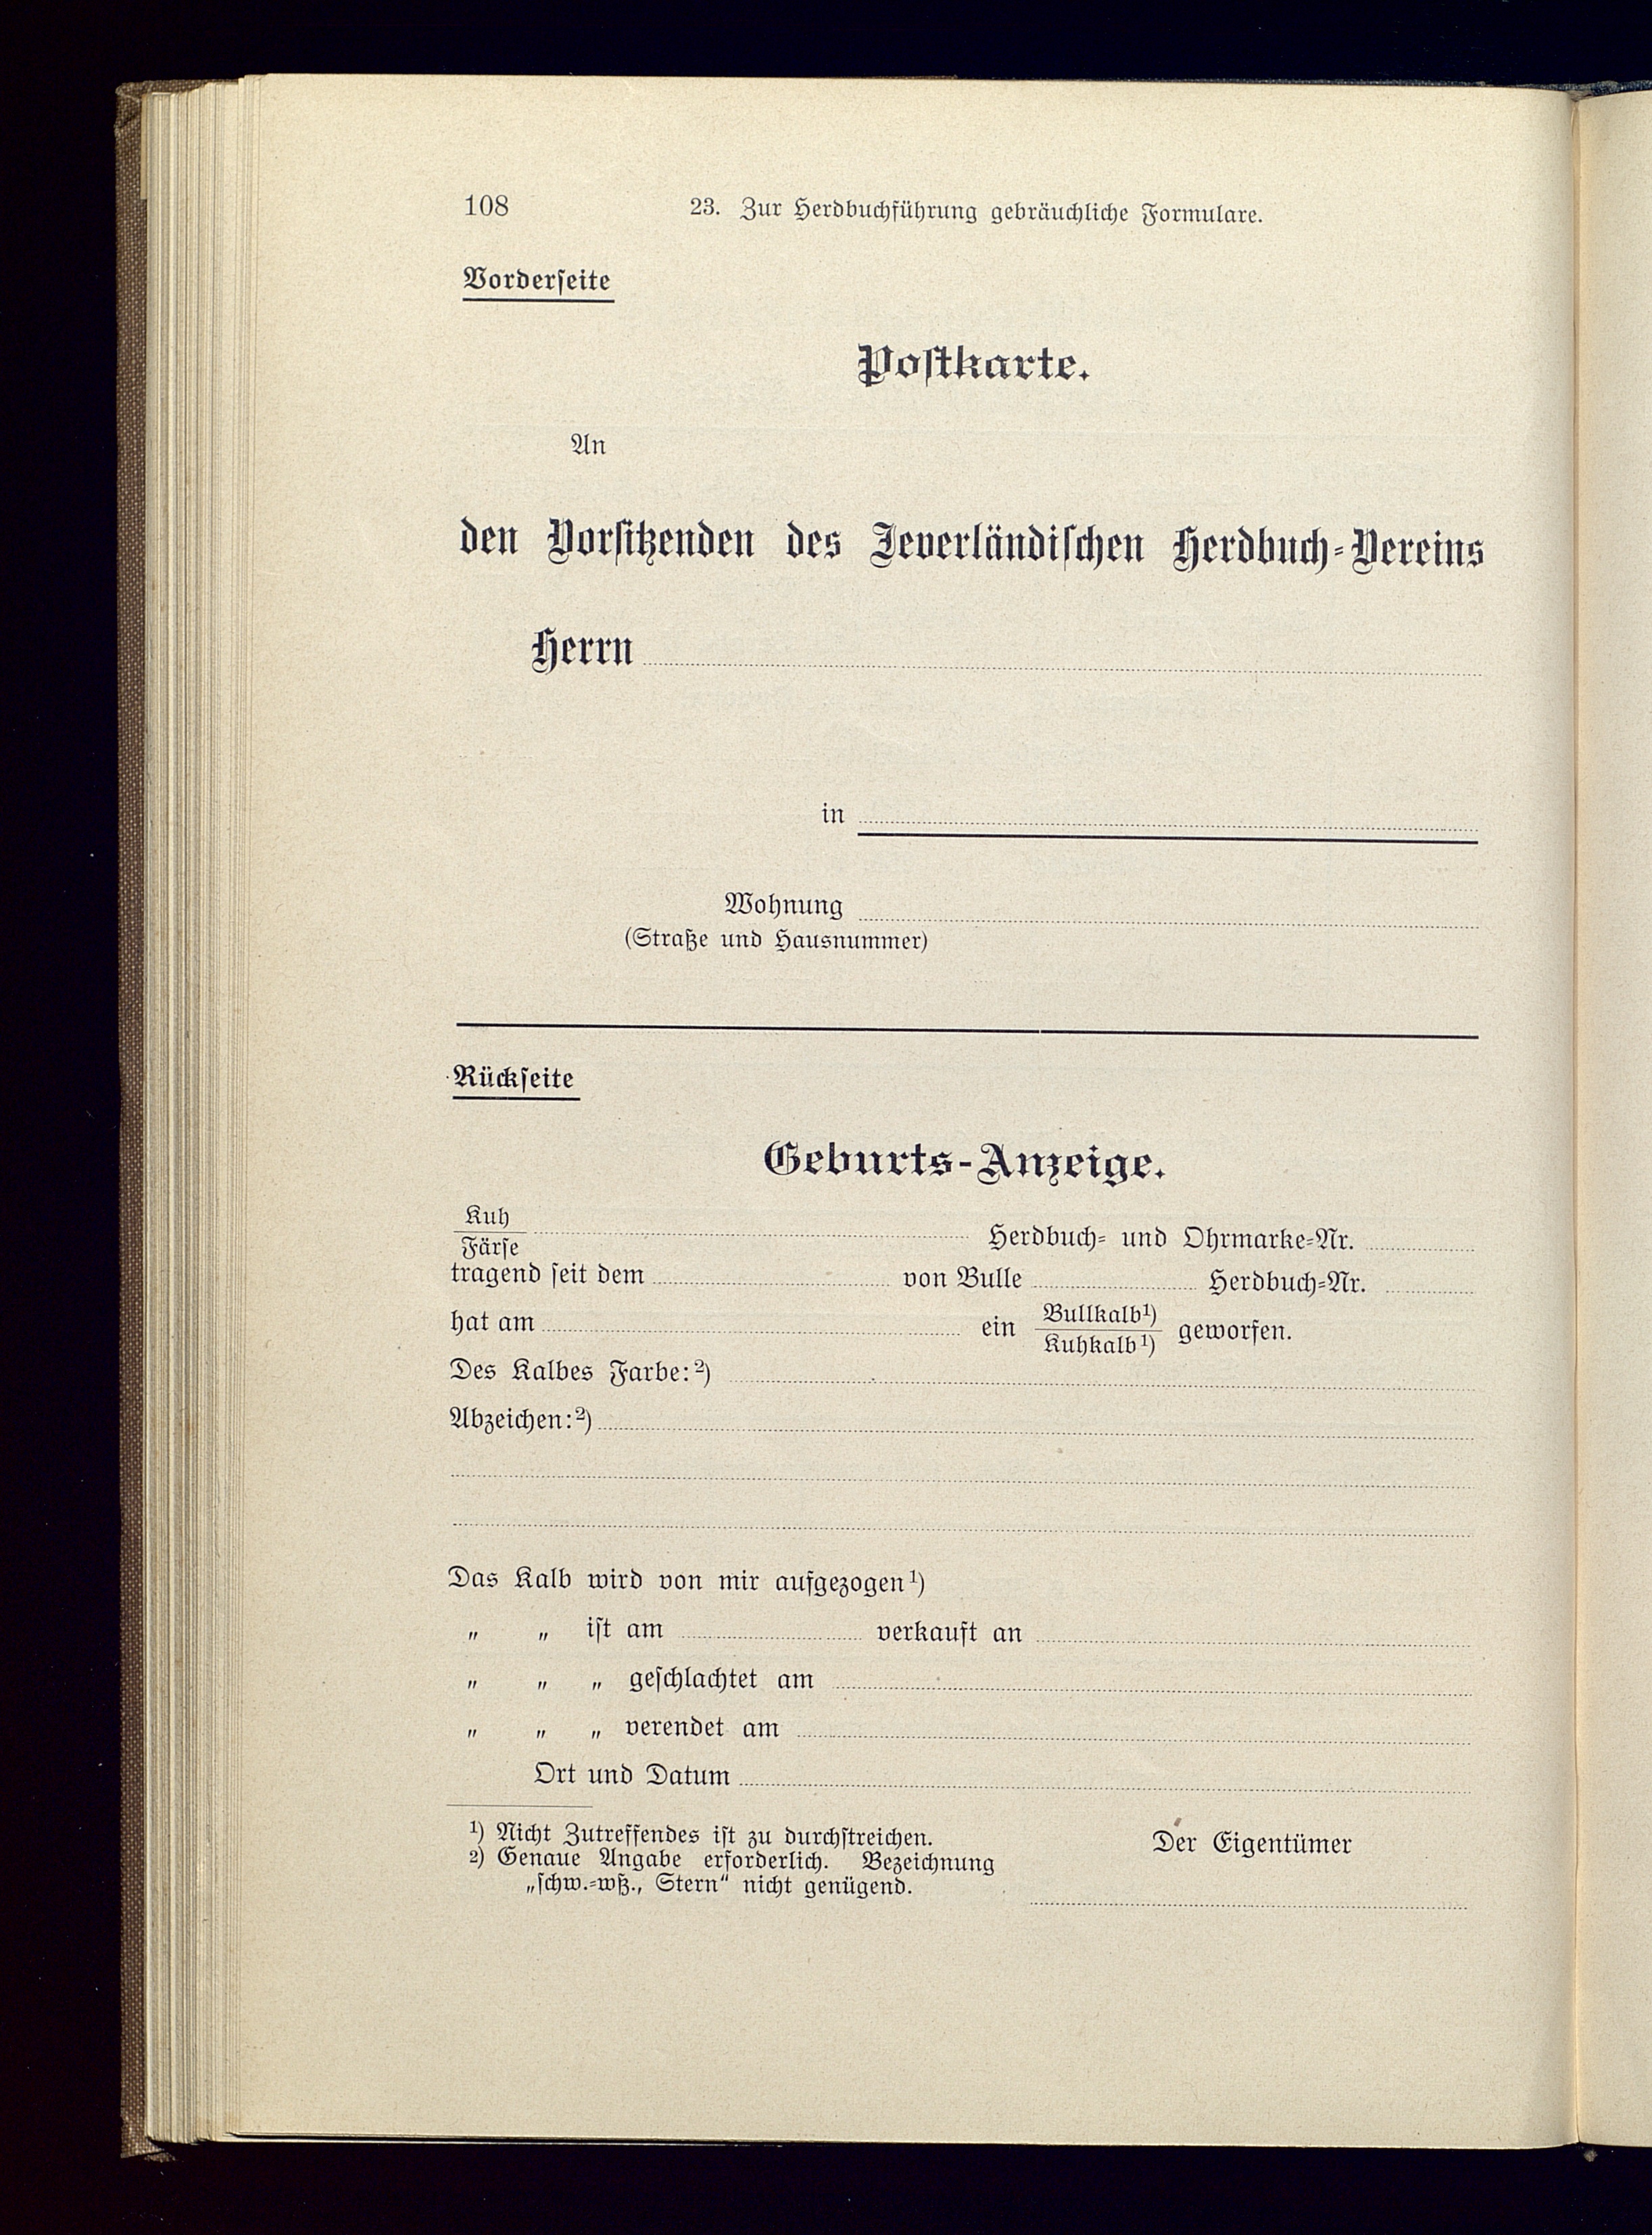 108 23. Zur Herdbuchführung gebräuchliche Formulare.
Vorderseite
Postkarte.
An
den Vorsitzenden des Jeverländischen Herdbuch-Vereins
Herrn
in
Wohnung
(Straße und Hausnummer)
Rückseite
Geburts-Anzeige.
Kuh
Färse Herdbuch- und Ohrmarke-Nr.
tragend seit dem von Bulle Herdbuch-Nr.
hat am ein Bullkalb¹) geworfen.
Kuhkalb¹)
Des Kalbes Farbe:²)
Abzeichen:²)
Das Kalb wird von mir aufgezogen¹)
„ „ ist am verkauft an
„ „ „ geschlachtet am
„ „ „ verendet am
Ort und Datum
¹) Nicht Zutreffendes ist zu durchstreichen.
²) Genaue Angabe erforderlich. Bezeichnung
„schw.-wß., Stern“ nicht genügend.
Der Eigentümer